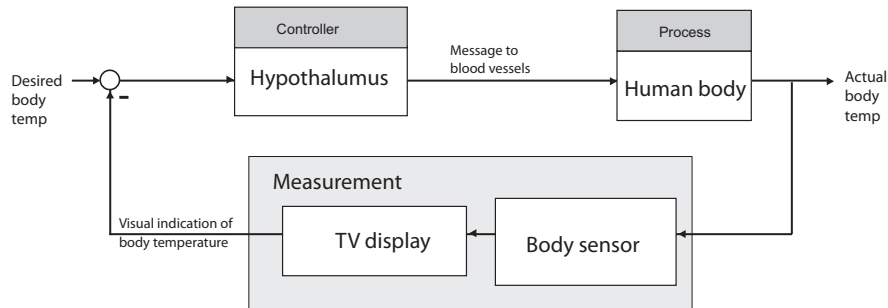 Controller
Hypothalumus
Process
Human body
Message to
blood vessels
Desired
body
temp
-
Actual
body
temp
Measurement
TV display
Body sensor
Visual indication of
body temperature